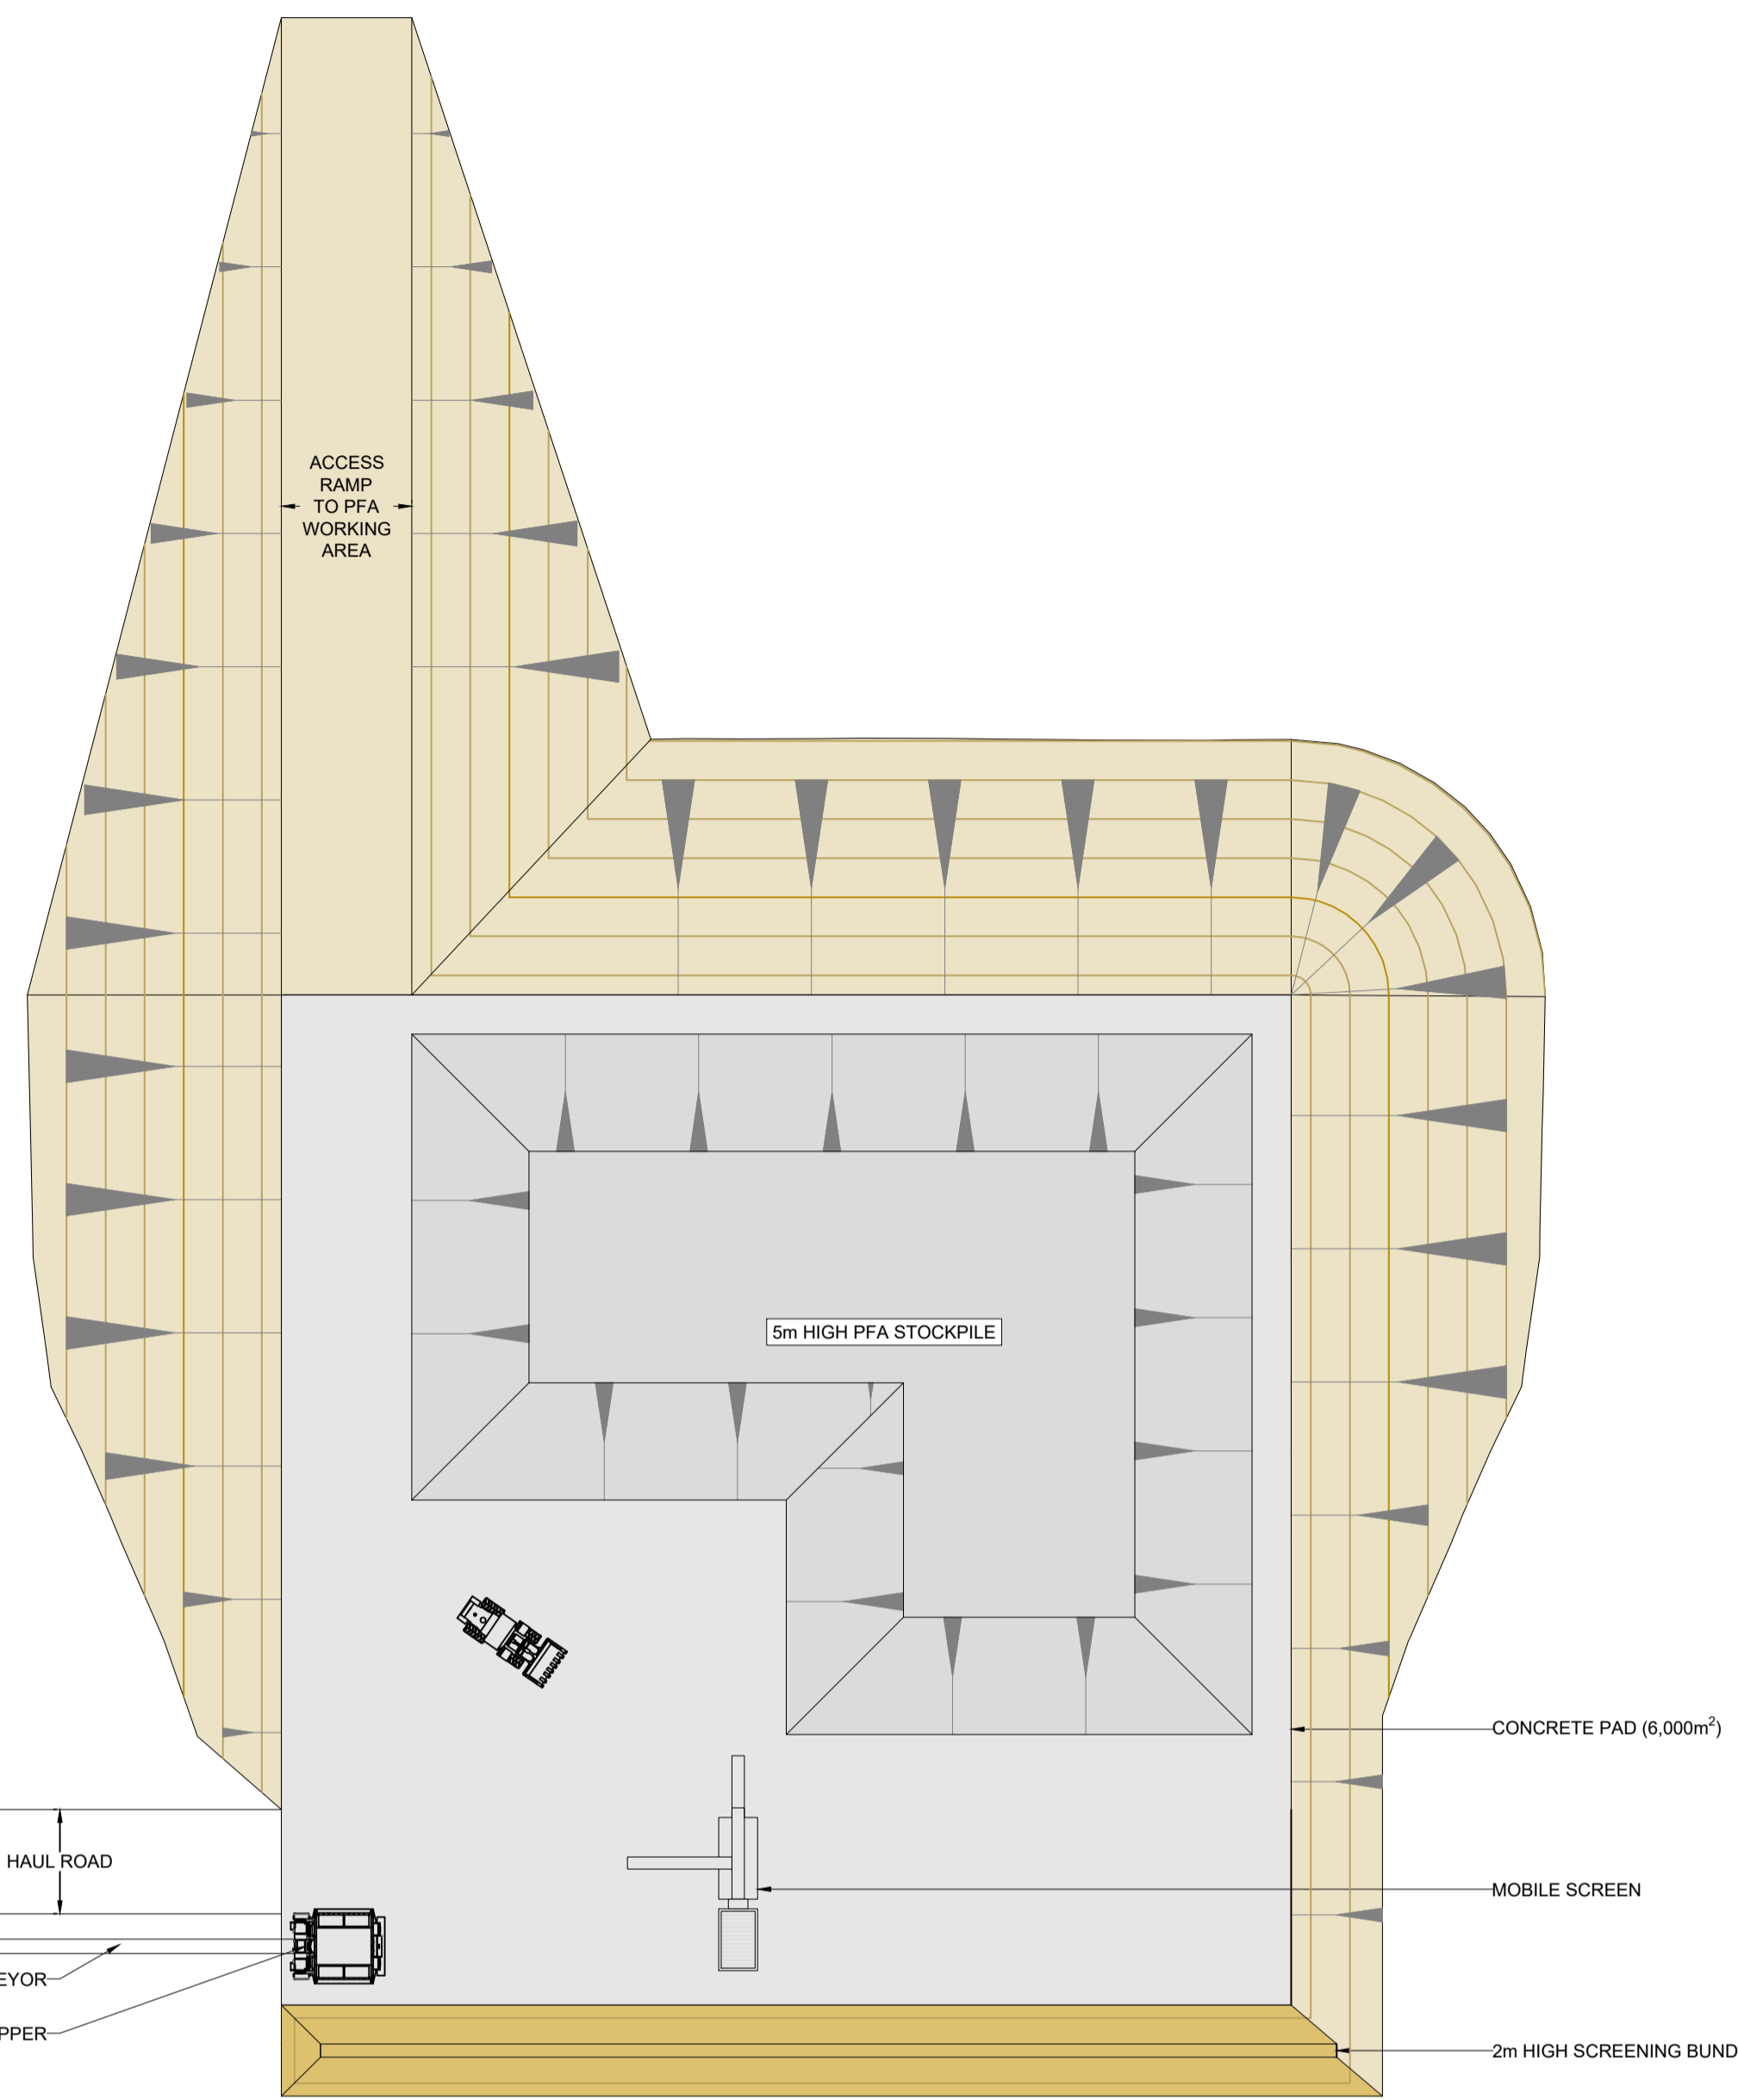 ACCESS
RAMP
TO PFA
WORKING
AREA
5m HIGH PFA STOCKPILE
CONCRETE PAD (6,000m²)
HAUL ROAD
MOBILE SCREEN
EYOR
PPER
2m HIGH SCREENING BUND